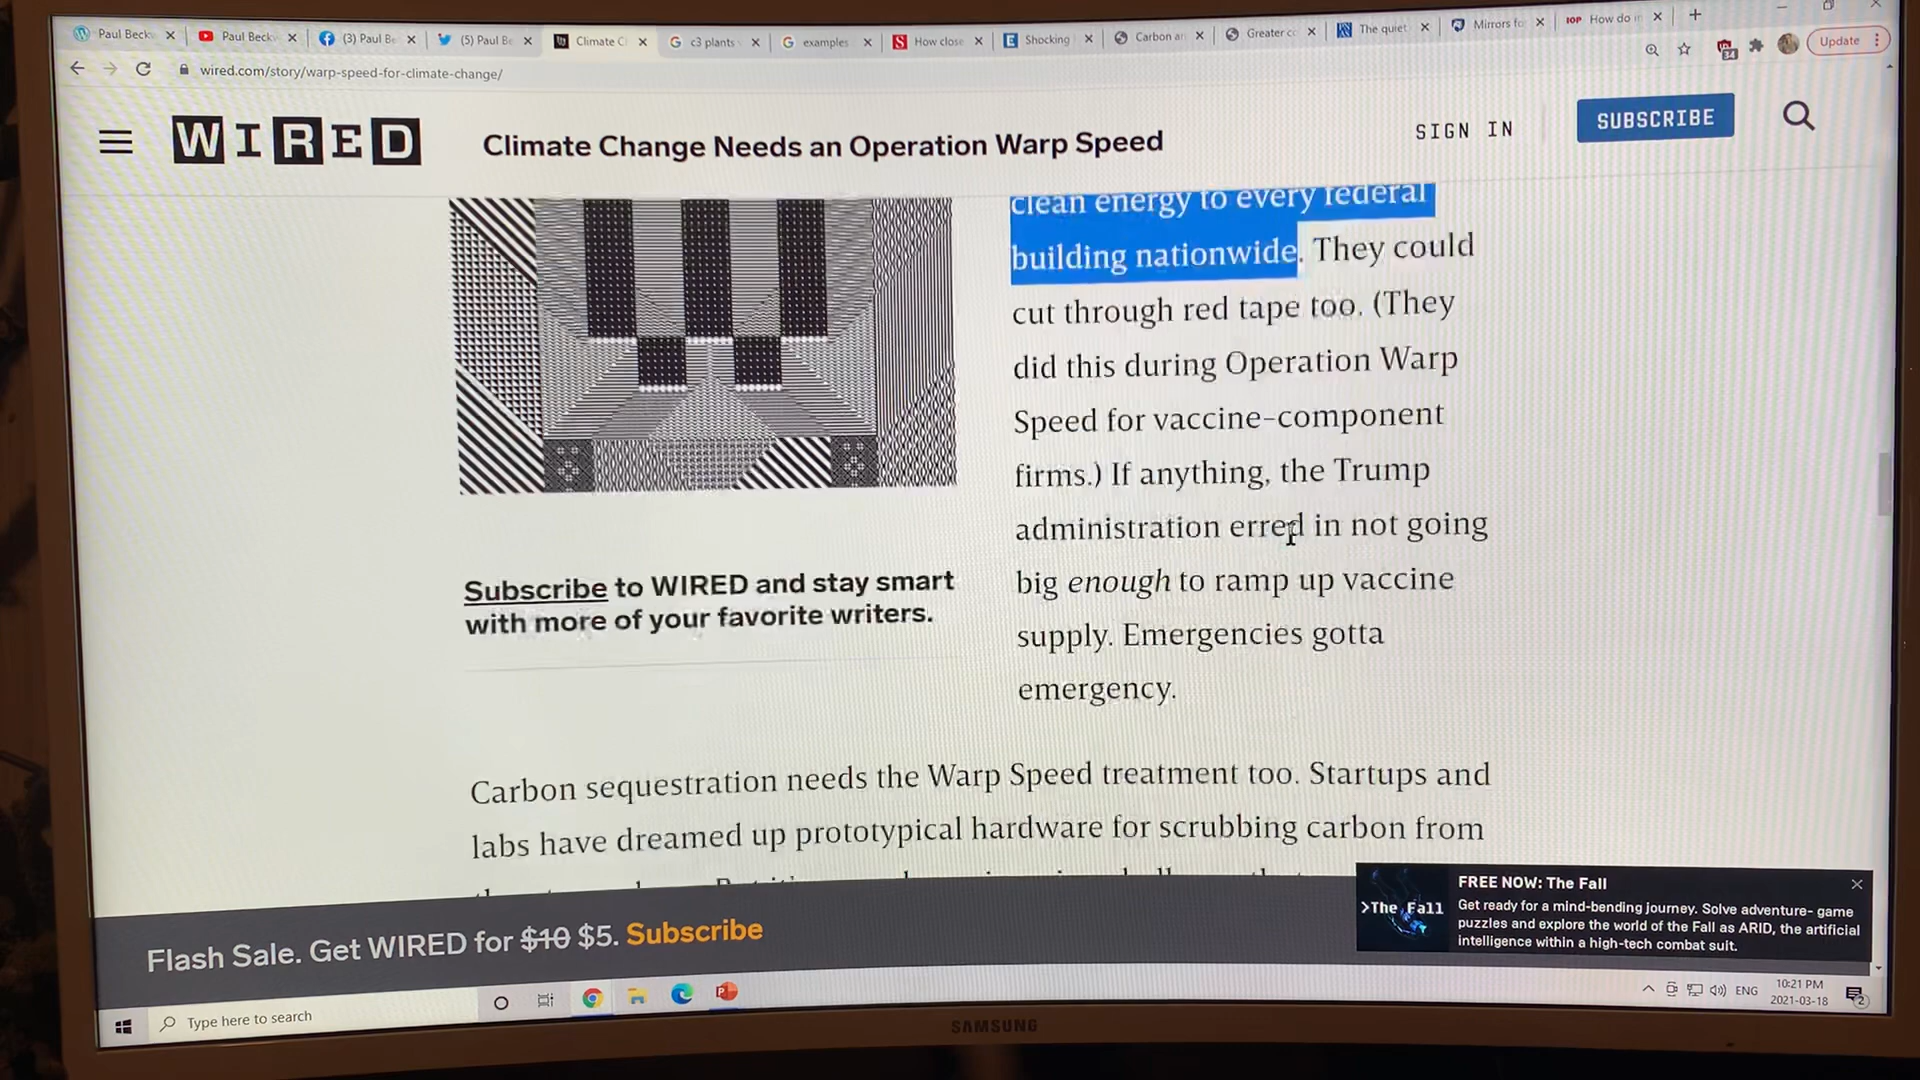 Paul Beck
Paul Beckw
(3) Paul Be
(5) Paul Be
Climate C
c3 plants
examples
How close
Shocking
Carbon an
Greater co
The quiet
Mirrors fo
IOP How do
wired.com/story/warp-speed-for-climate-change/
34
Update
WIRED
Climate Change Needs an Operation Warp Speed
SIGN IN
SUBSCRIBE
clean energy to every federal
building nationwide. They could
cut through red tape too. (They
did this during Operation Warp
Speed for vaccine-component
firms.) If anything, the Trump
administration erred in not going
big enough to ramp up vaccine
supply. Emergencies gotta
emergency.
Subscribe to WIRED and stay smart
with more of your favorite writers.
Carbon sequestration needs the Warp Speed treatment too. Startups and
labs have dreamed up prototypical hardware for scrubbing carbon from
Flash Sale. Get WIRED for $10 $5. Subscribe
>The Fall
FREE NOW: The Fall
Get ready for a mind-bending journey. Solve adventure- game
puzzles and explore the world of the Fall as ARID, the artificial
intelligence within a high-tech combat suit.
Type here to search
ENG
10:21 PM
2021-03-18
2
SAMSUNG